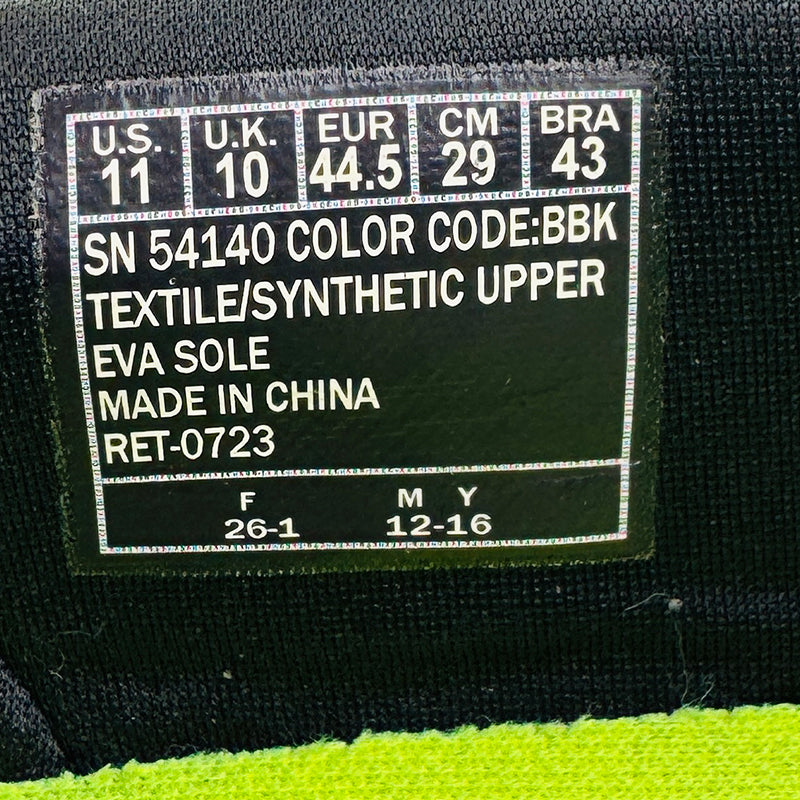 U.S. U.K. EUR CM BRA
11 10 44.5 29 43
SN 54140 COLOR CODE:BBK
TEXTILE/SYNTHETIC UPPER
EVA SOLE
MADE IN CHINA
RET-0723
F M Y
26-1 12-16